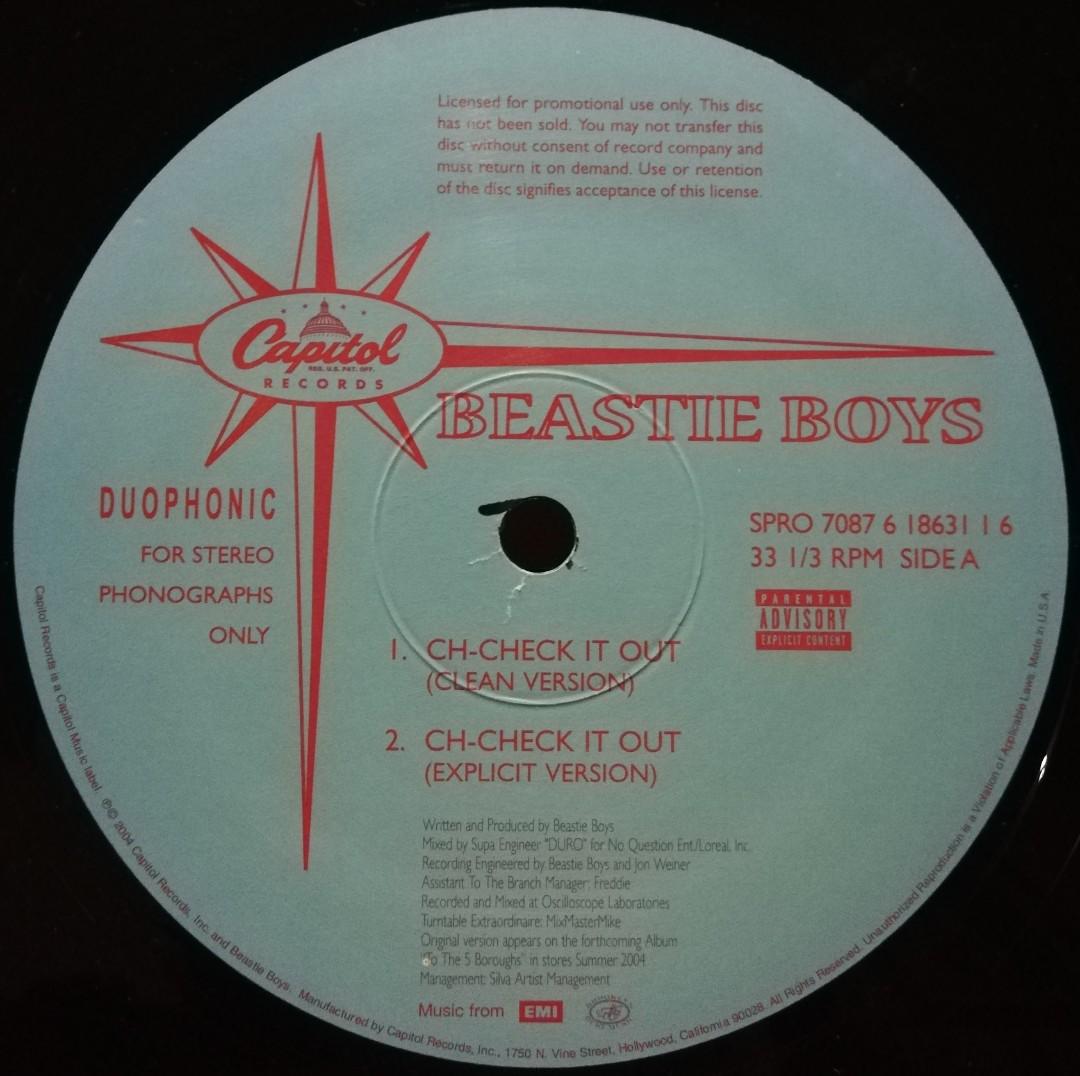 Licensed for promotional use only. This disc
has not been sold. You may not transfer this
disc without consent of record company and
must return it on demand. Use or retention
of the disc signifies acceptance of this license.
Capitol
REG. U.S. PAT. OFF.
RECORDS
BEASTIE BOYS
DUOPHONIC
FOR STEREO
PHONOGRAPHS
ONLY
SPRO 7087 6 18631 1 6
33 1/3 RPM SIDE A
PARENTAL
ADVISORY
EXPLICIT CONTENT
1. CH-CHECK IT OUT
(CLEAN VERSION)
2. CH-CHECK IT OUT
(EXPLICIT VERSION)
Written and Produced by Beastie Boys
Mixed by Supa Engineer "DURO" for No Question Ent./Loreal, Inc.
Recording Engineered by Beastie Boys and Jon Weiner
Assistant To The Branch Manager: Freddie
Recorded and Mixed at Oscilloscope Laboratories
Turntable Extraordinaire: MixMasterMike
Original version appears on the forthcoming Album
"To The 5 Boroughs" in stores Summer 2004
Management: Silva Artist Management
Music from EMI
Capitol Records is a Capitol Music label. ℗© 2004 Capitol Records, Inc. and Beastie Boys. Manufactured by Capitol Records, Inc., 1750 N. Vine Street, Hollywood, California 90028. All Rights Reserved. Unauthorized Reproduction is a Violation of Applicable Laws. Made in U.S.A.